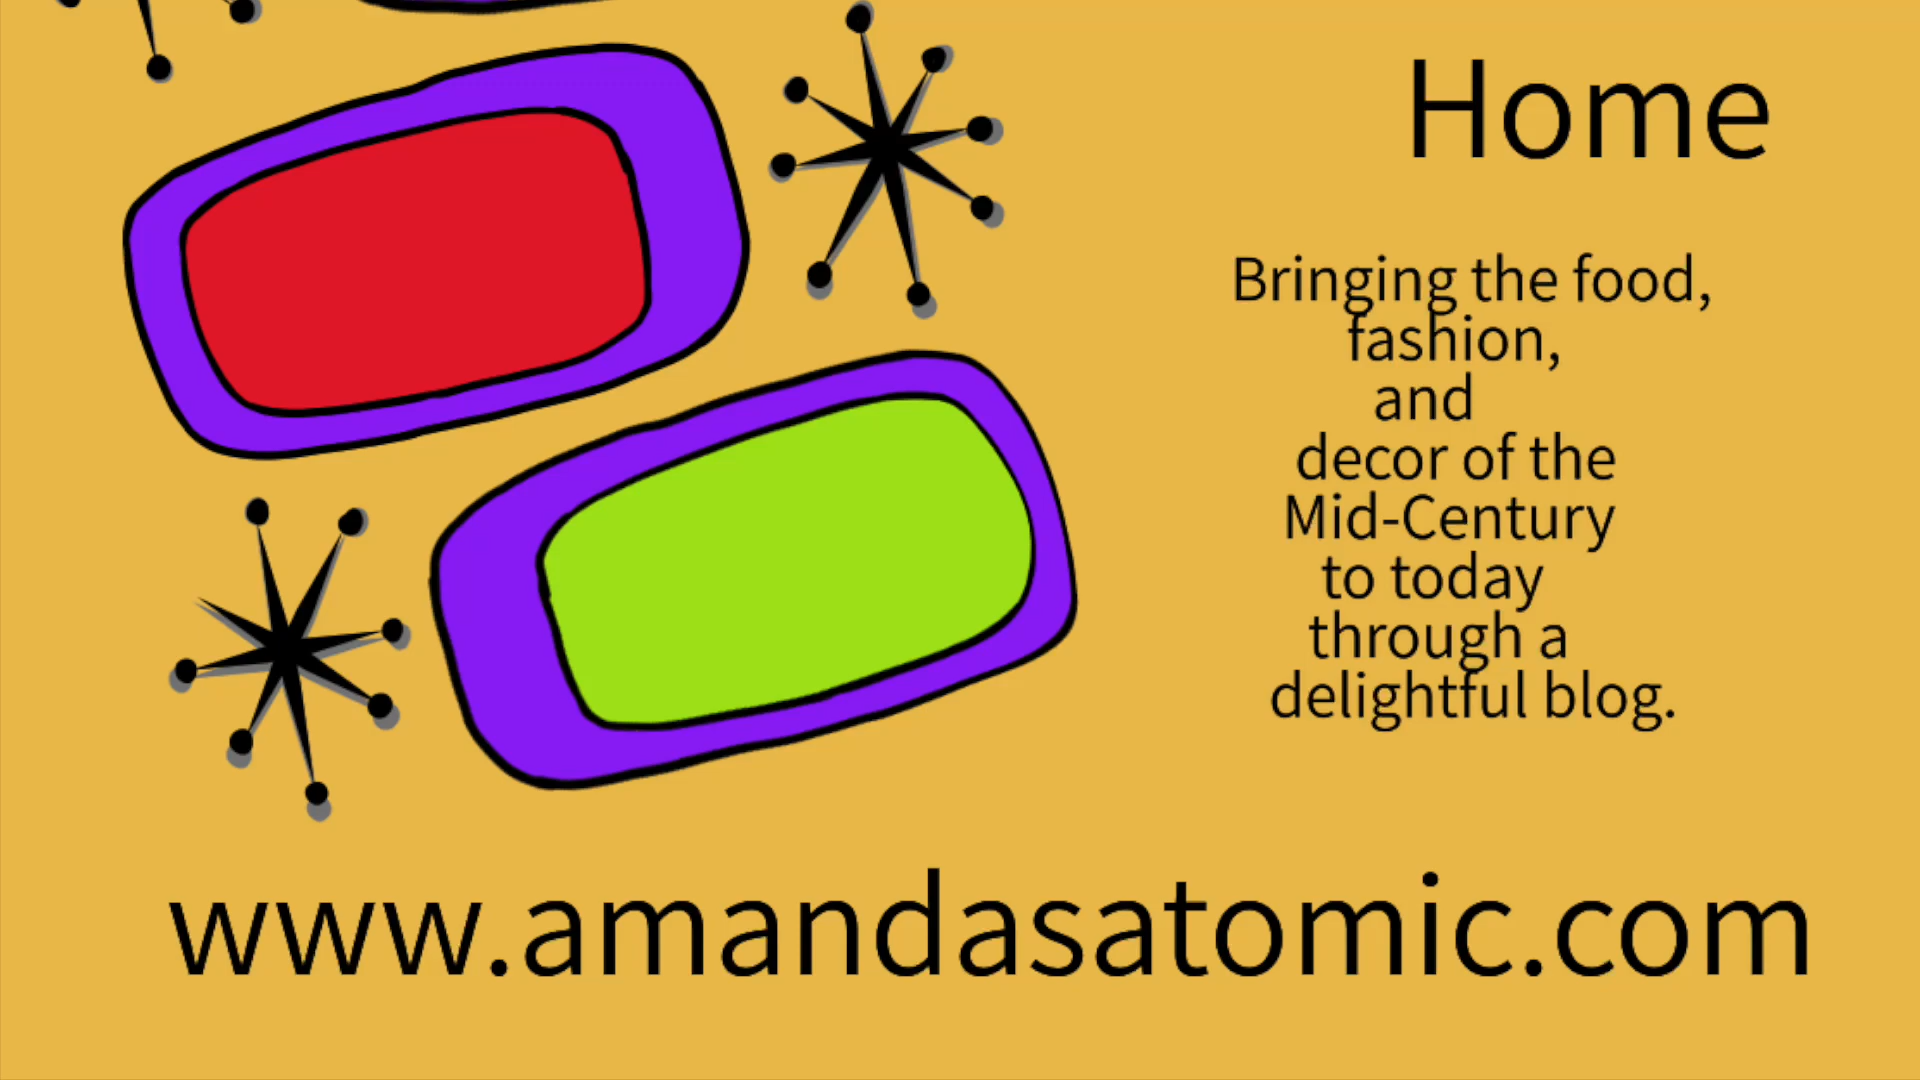 Home
Bringing the food,
fashion,
and
decor of the
Mid-Century
to today
through a
delightful blog.
www.amandasatomic.com